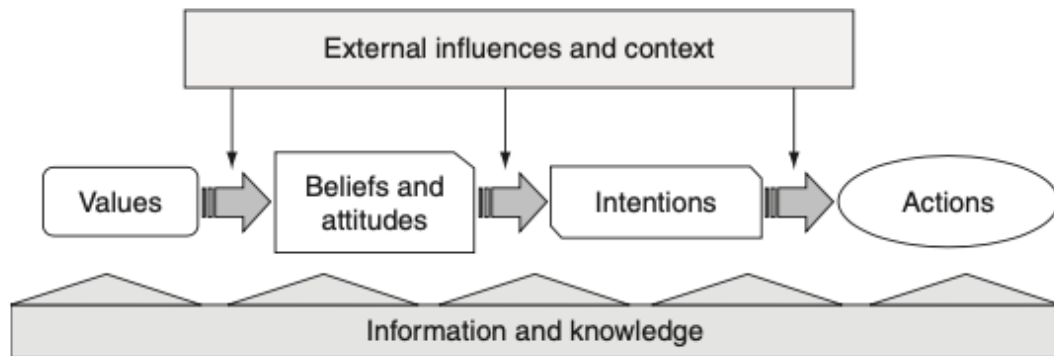 External influences and context
Values
Beliefs and
attitudes
Intentions
Actions
Information and knowledge